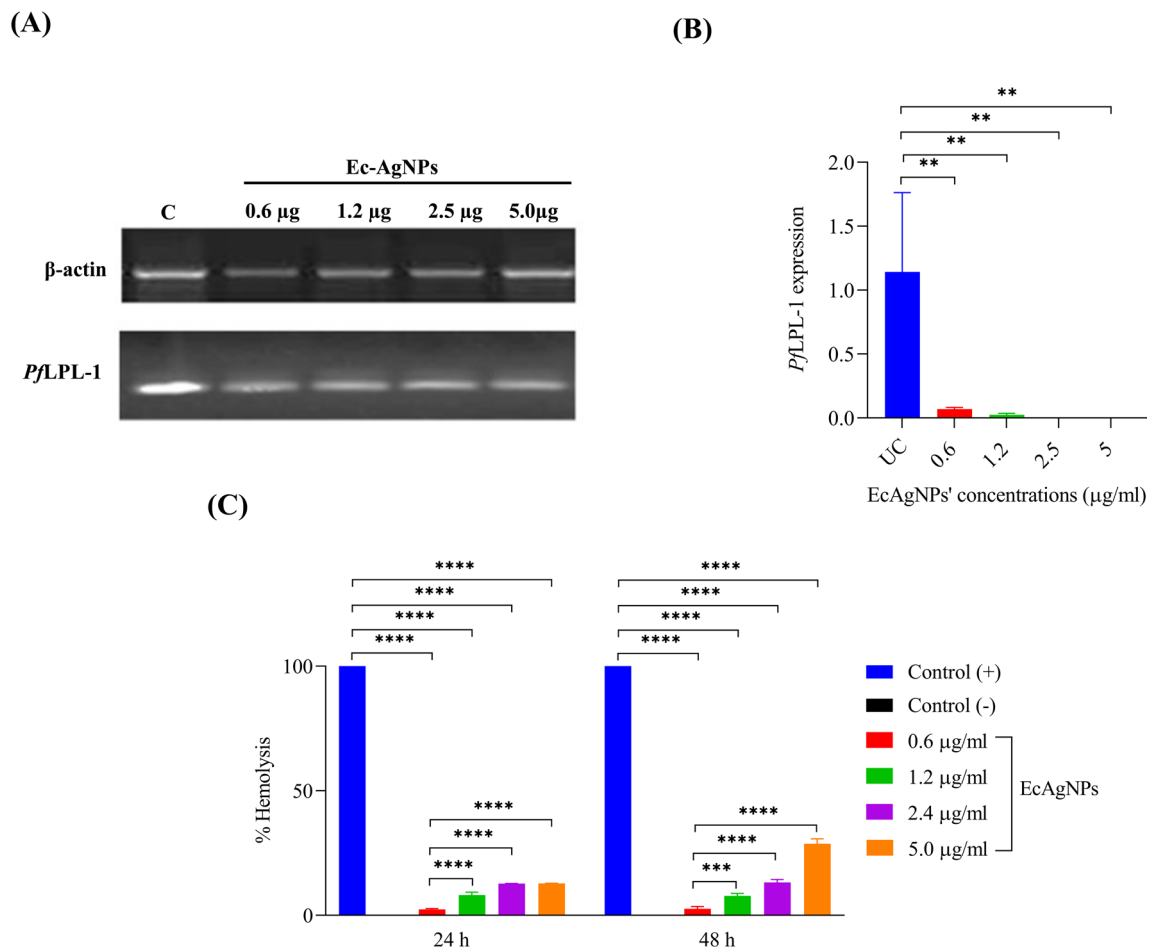 (A)
Ec-AgNPs
C 0.6 µg 1.2 µg 2.5 µg 5.0µg
β-actin
PfLPL-1
(B)
** 
**
**
**
2.0
1.5
1.0
0.5
0.0
PfLPL-1 expression
UC 0.6 1.2 2.5 5
EcAgNPs' concentrations (µg/ml)
(C)
**** ****
**** ****
**** ****
**** ****
100
50
0
% Hemolysis
**** ****
**** ****
**** ***
24 h 48 h
Control (+)
Control (-)
0.6 µg/ml
1.2 µg/ml
2.4 µg/ml
5.0 µg/ml
EcAgNPs